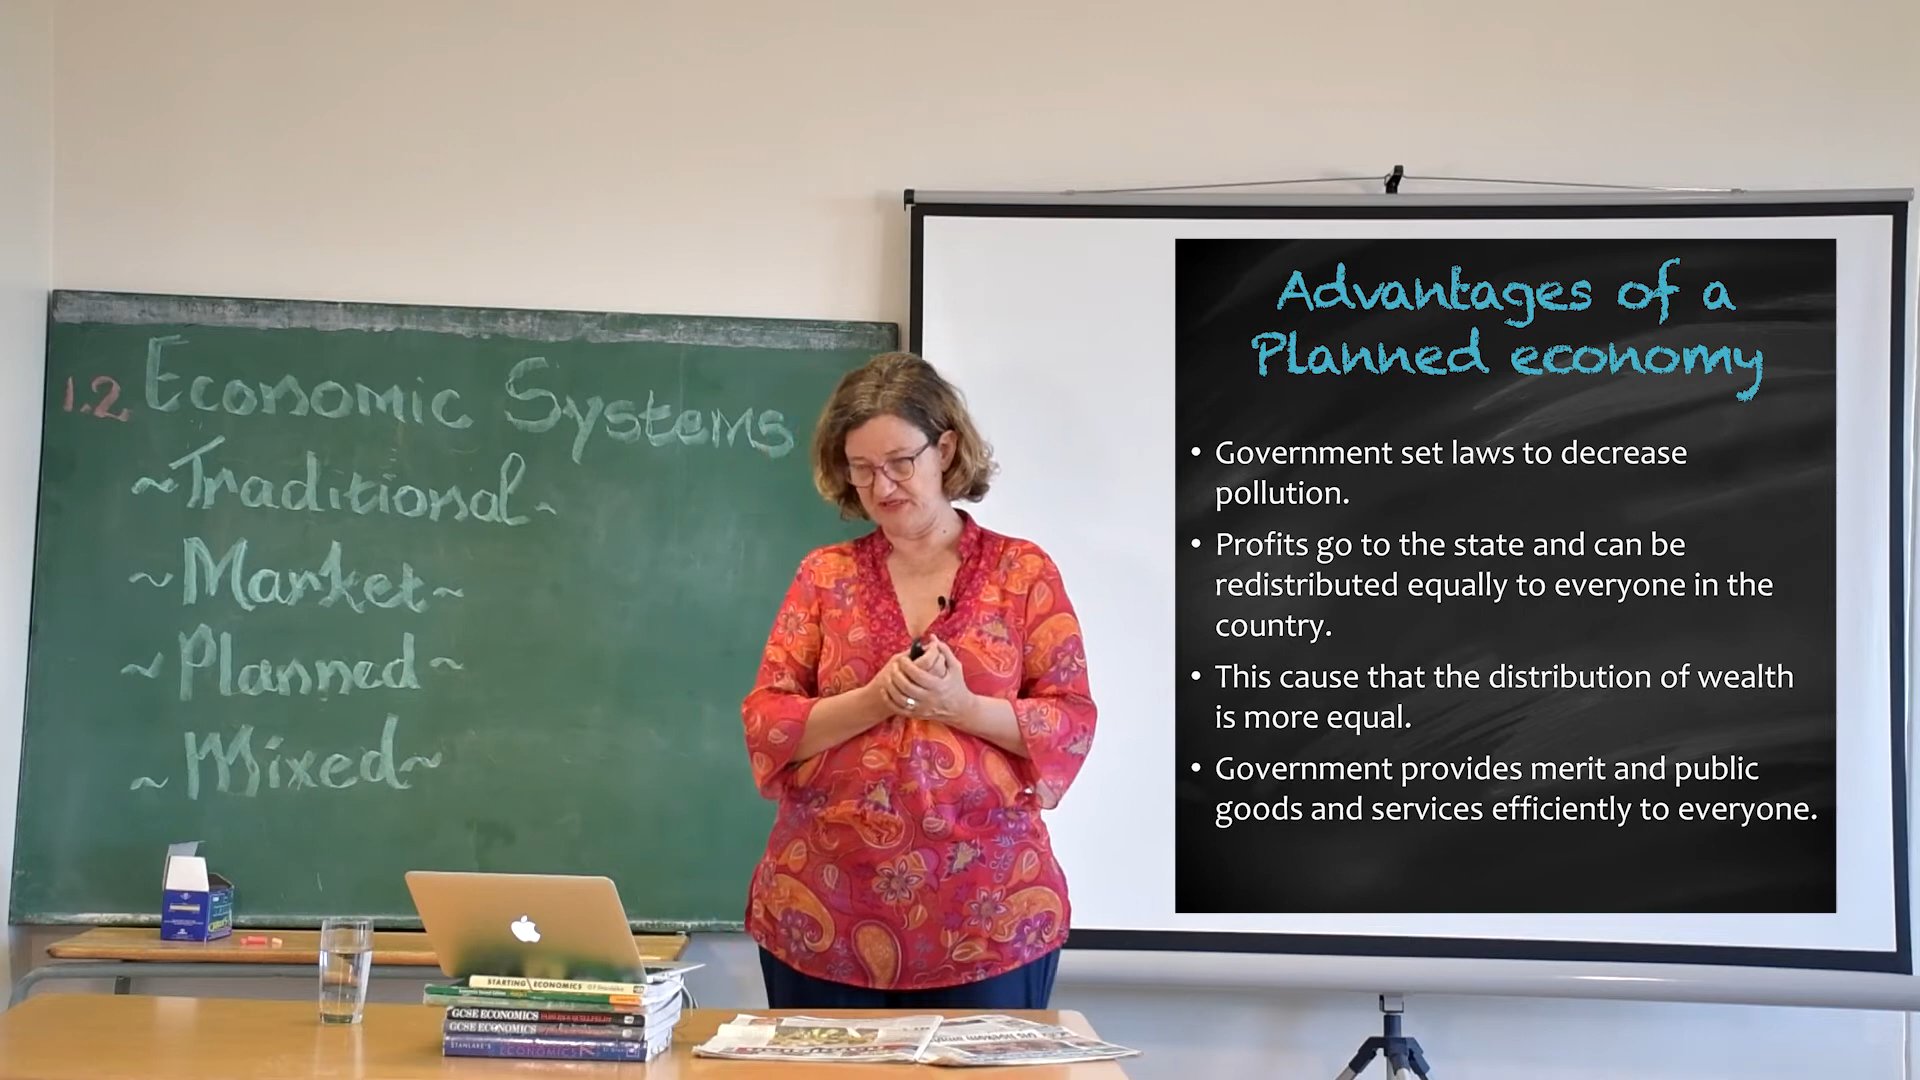 1.2 Economic Systems
~Traditional~
~Market~
~Planned~
~Mixed~
Advantages of a
Planned economy
• Government set laws to decrease
pollution.
• Profits go to the state and can be
redistributed equally to everyone in the
country.
• This cause that the distribution of wealth
is more equal.
• Government provides merit and public
goods and services efficiently to everyone.
STARTING ECONOMICS
GCSE ECONOMICS
GCSE ECONOMICS
STANLAKE'S ECONOMICS